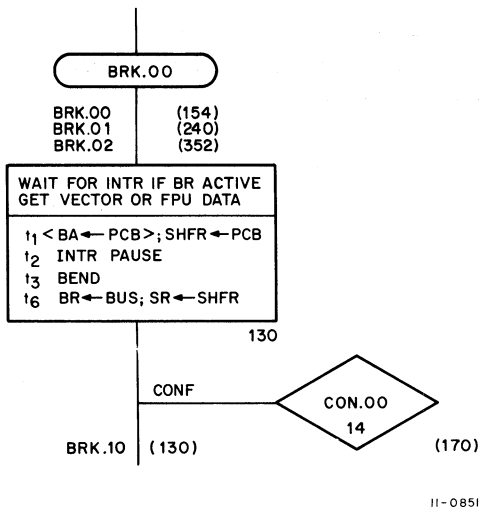 BRK.00
BRK.00 (154)
BRK.01 (240)
BRK.02 (352)
WAIT FOR INTR IF BR ACTIVE
GET VECTOR OR FPU DATA
t1 < BA ← PCB >; SHFR ← PCB
t2 INTR PAUSE
t3 BEND
t6 BR ← BUS; SR ← SHFR
130
CONF
CON.00
14
BRK.10 (130)
(170)
11-0851